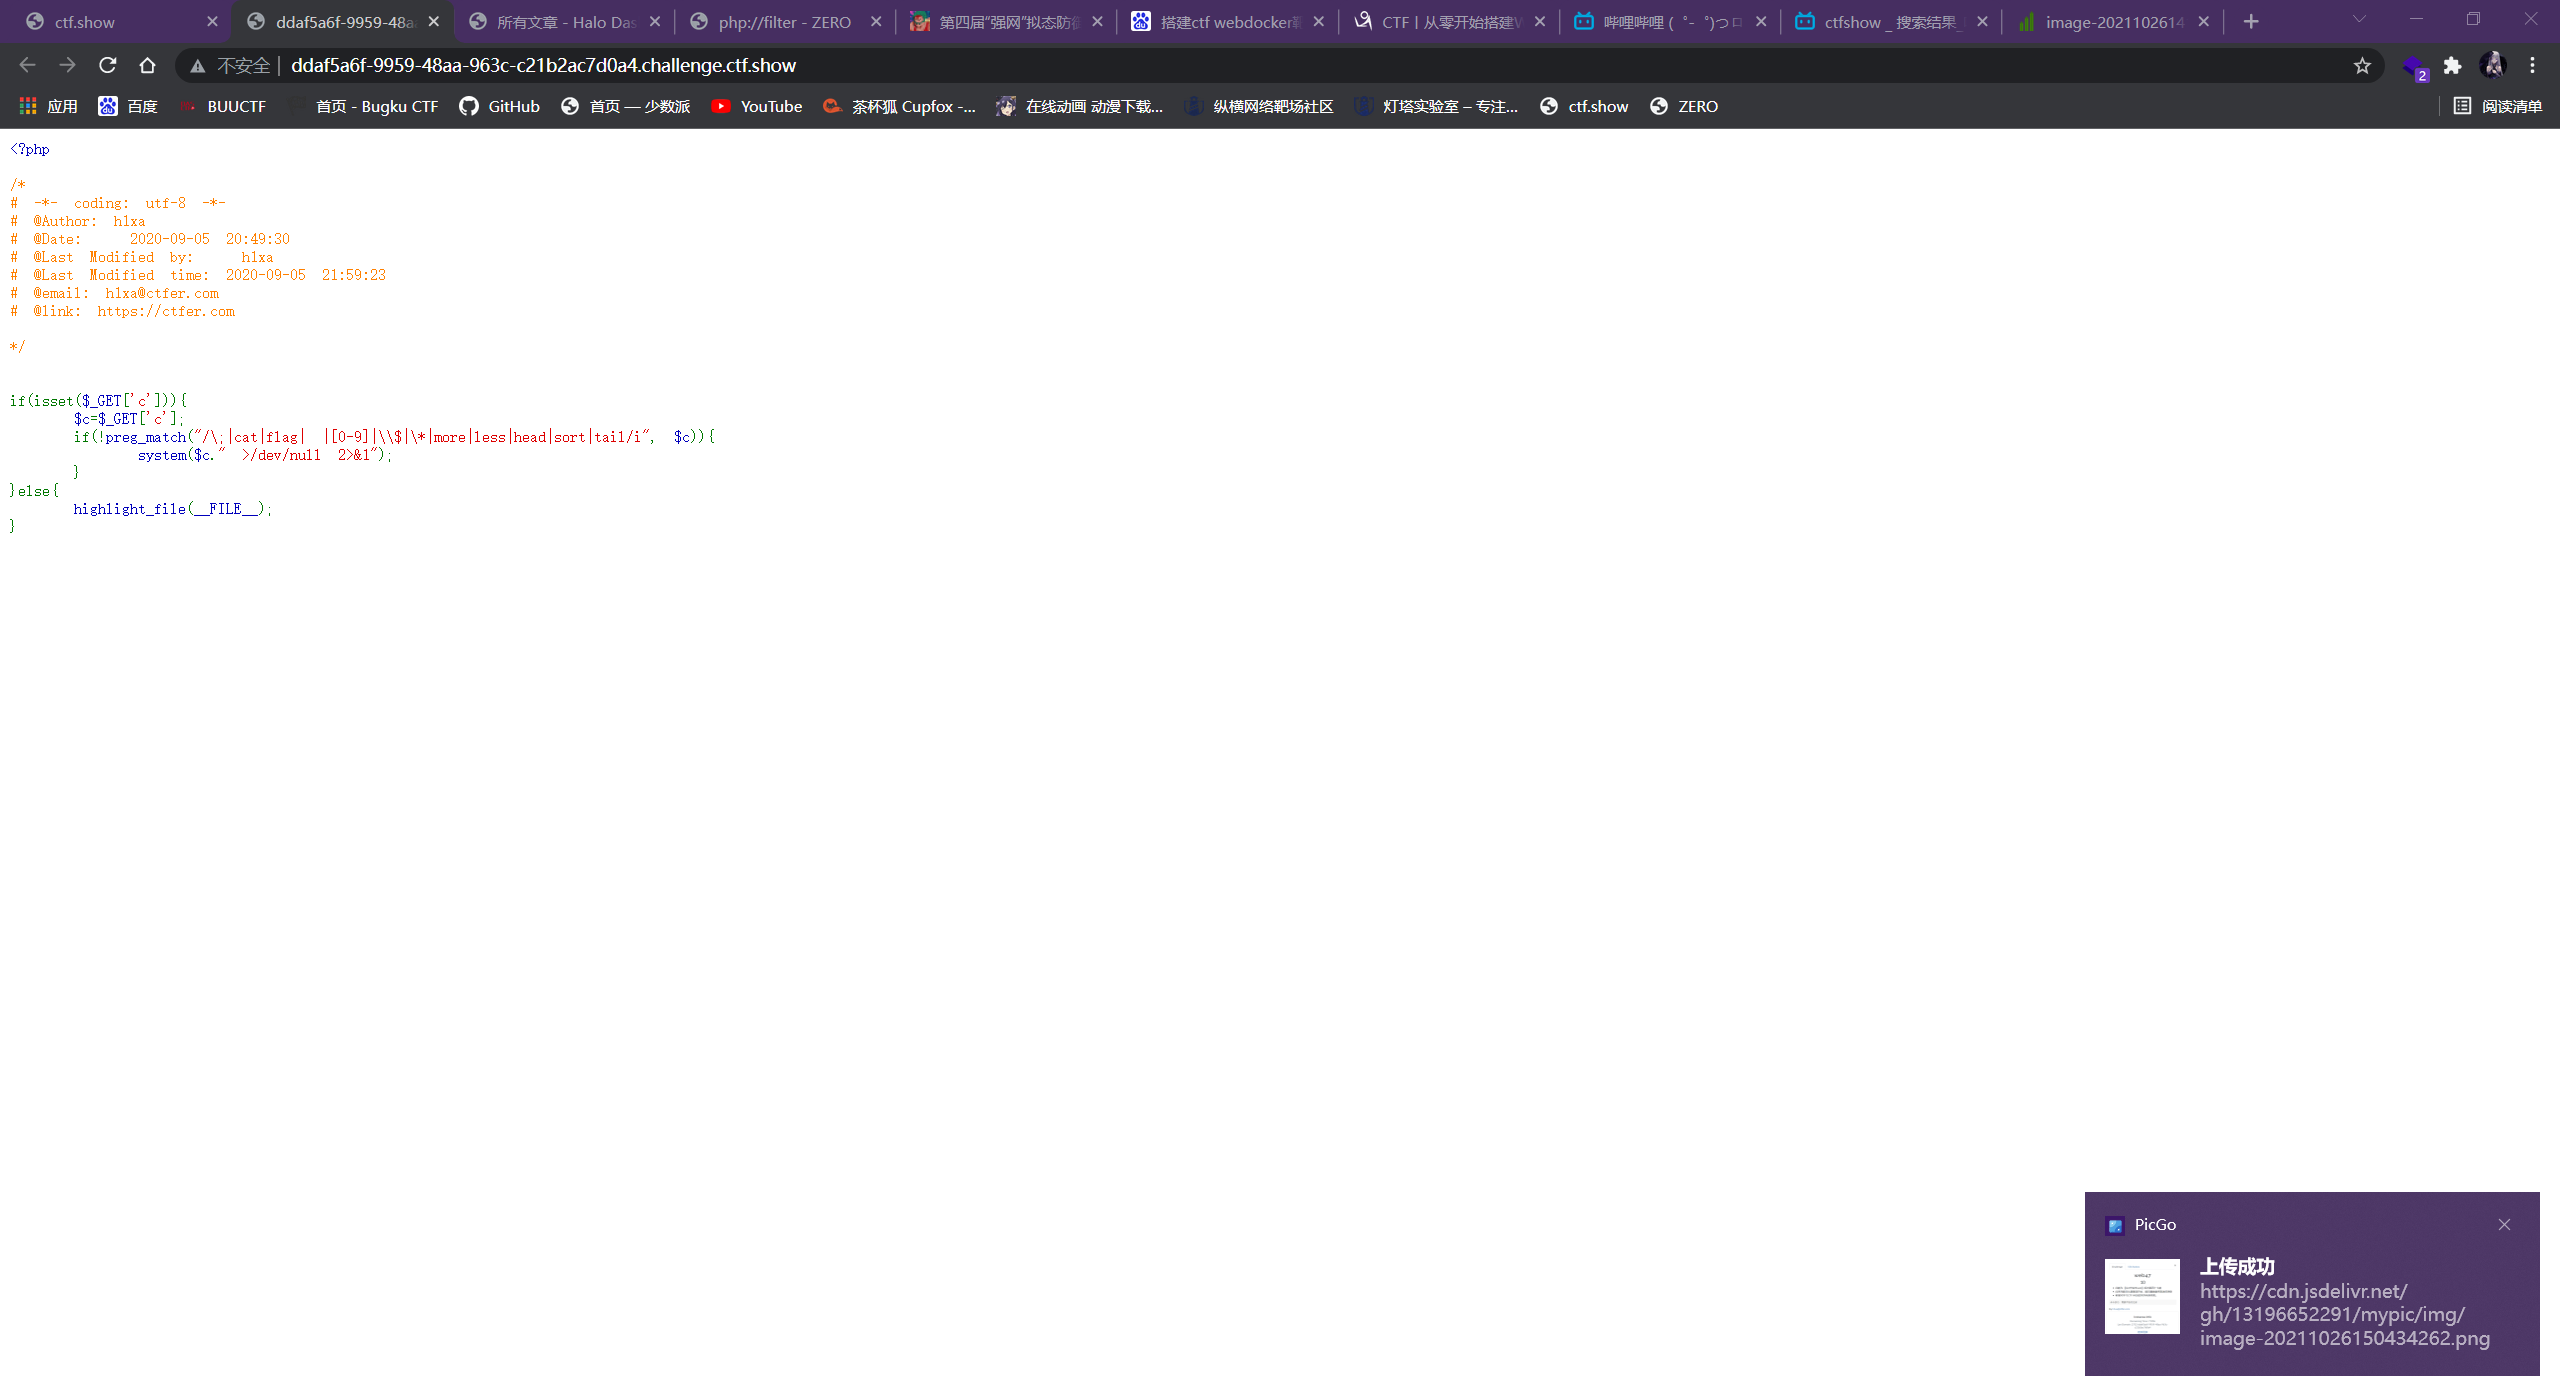 ctf.show
ddaf5a6f-9959-48a
所有文章 - Halo Das
php://filter - ZERO
第四届“强网”拟态防
搭建ctf webdocker
CTF | 从零开始搭建
哔哩哔哩 ( ゜- ゜)つロ
ctfshow _ 搜索结果_
image-2021102614
不安全 | ddaf5a6f-9959-48aa-963c-c21b2ac7d0a4.challenge.ctf.show
2
应用
百度
BUUCTF
首页 - Bugku CTF
GitHub
首页 — 少数派
YouTube
茶杯狐 Cupfox -...
在线动画 动漫下载...
纵横网络靶场社区
灯塔实验室 – 专注...
ctf.show
ZERO
阅读清单
<?php
/*
# -*- coding: utf-8 -*-
# @Author: h1xa
# @Date:   2020-09-05 20:49:30
# @Last Modified by:   h1xa
# @Last Modified time: 2020-09-05 21:59:23
# @email: h1xa@ctfer.com
# @link: https://ctfer.com
*/
if(isset($_GET['c'])){
$c=$_GET['c'];
if(!preg_match("/\;|cat|flag| |[0-9]|\\$|\*|more|less|head|sort|tail/i", $c)){
system($c." >/dev/null 2>&1");
}
}else{
highlight_file(__FILE__);
}
PicGo
上传成功
https://cdn.jsdelivr.net/
gh/13196652291/mypic/img/
image-20211026150434262.png